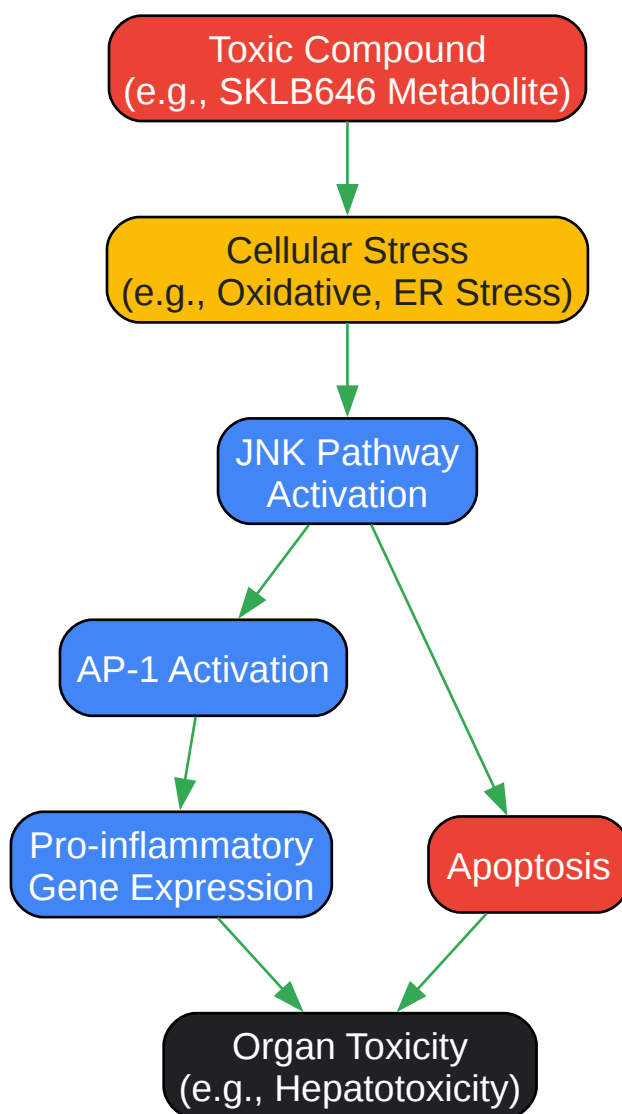 Toxic Compound
(e.g., SKLB646 Metabolite)
Cellular Stress
(e.g., Oxidative, ER Stress)
JNK Pathway
Activation
AP-1 Activation
Pro-inflammatory
Gene Expression
Apoptosis
Organ Toxicity
(e.g., Hepatotoxicity)